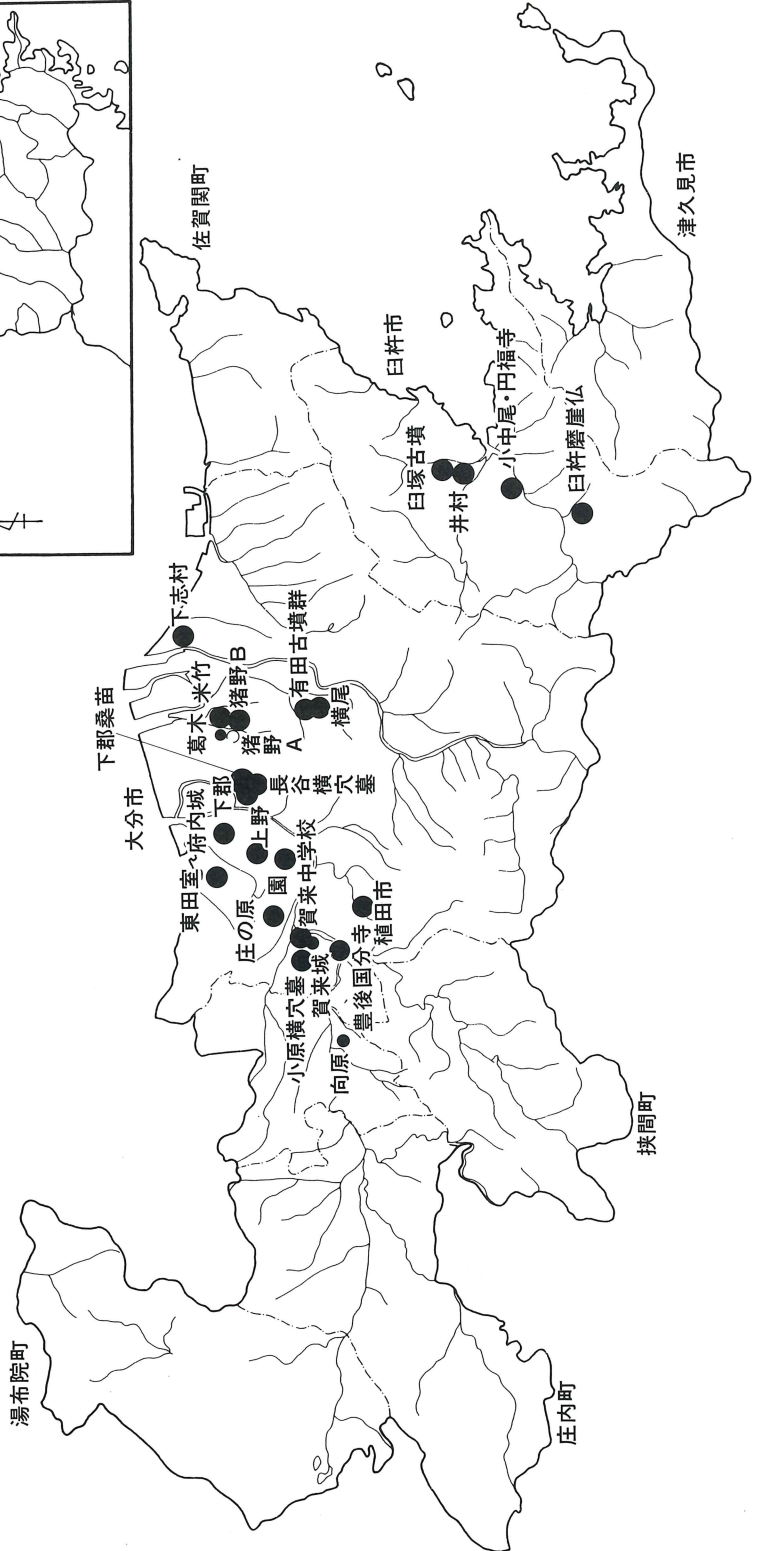 湯布院町
庄内町
挾間町
大分市
佐賀関町
臼杵市
津久見市
向原
小原横穴墓
賀来城
賀来中学校
豊後国分寺
稙田市
庄の原
東田室
府内城
園
上野
下郡
下郡桑苗
長谷横穴墓
葛木
米竹
猪野A
猪野B
有田古墳群
横尾
下志村
臼塚古墳
井村
小中尾・円福寺
臼杵磨崖仏